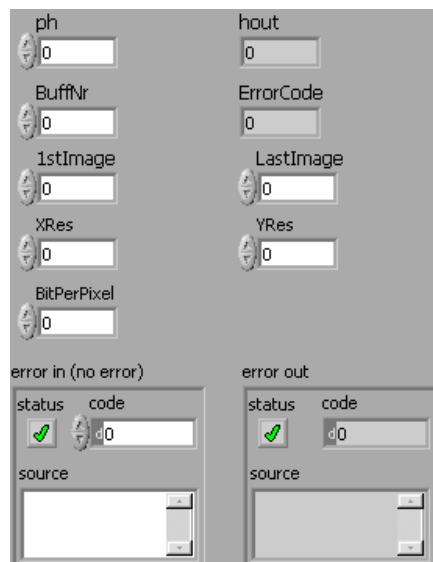 ph hout
0 0
BuffNr ErrorCode
0 0
1stImage LastImage
0 0
XRes YRes
0 0
BitPerPixel
0
error in (no error) error out
status code status code
d0 d0
source source